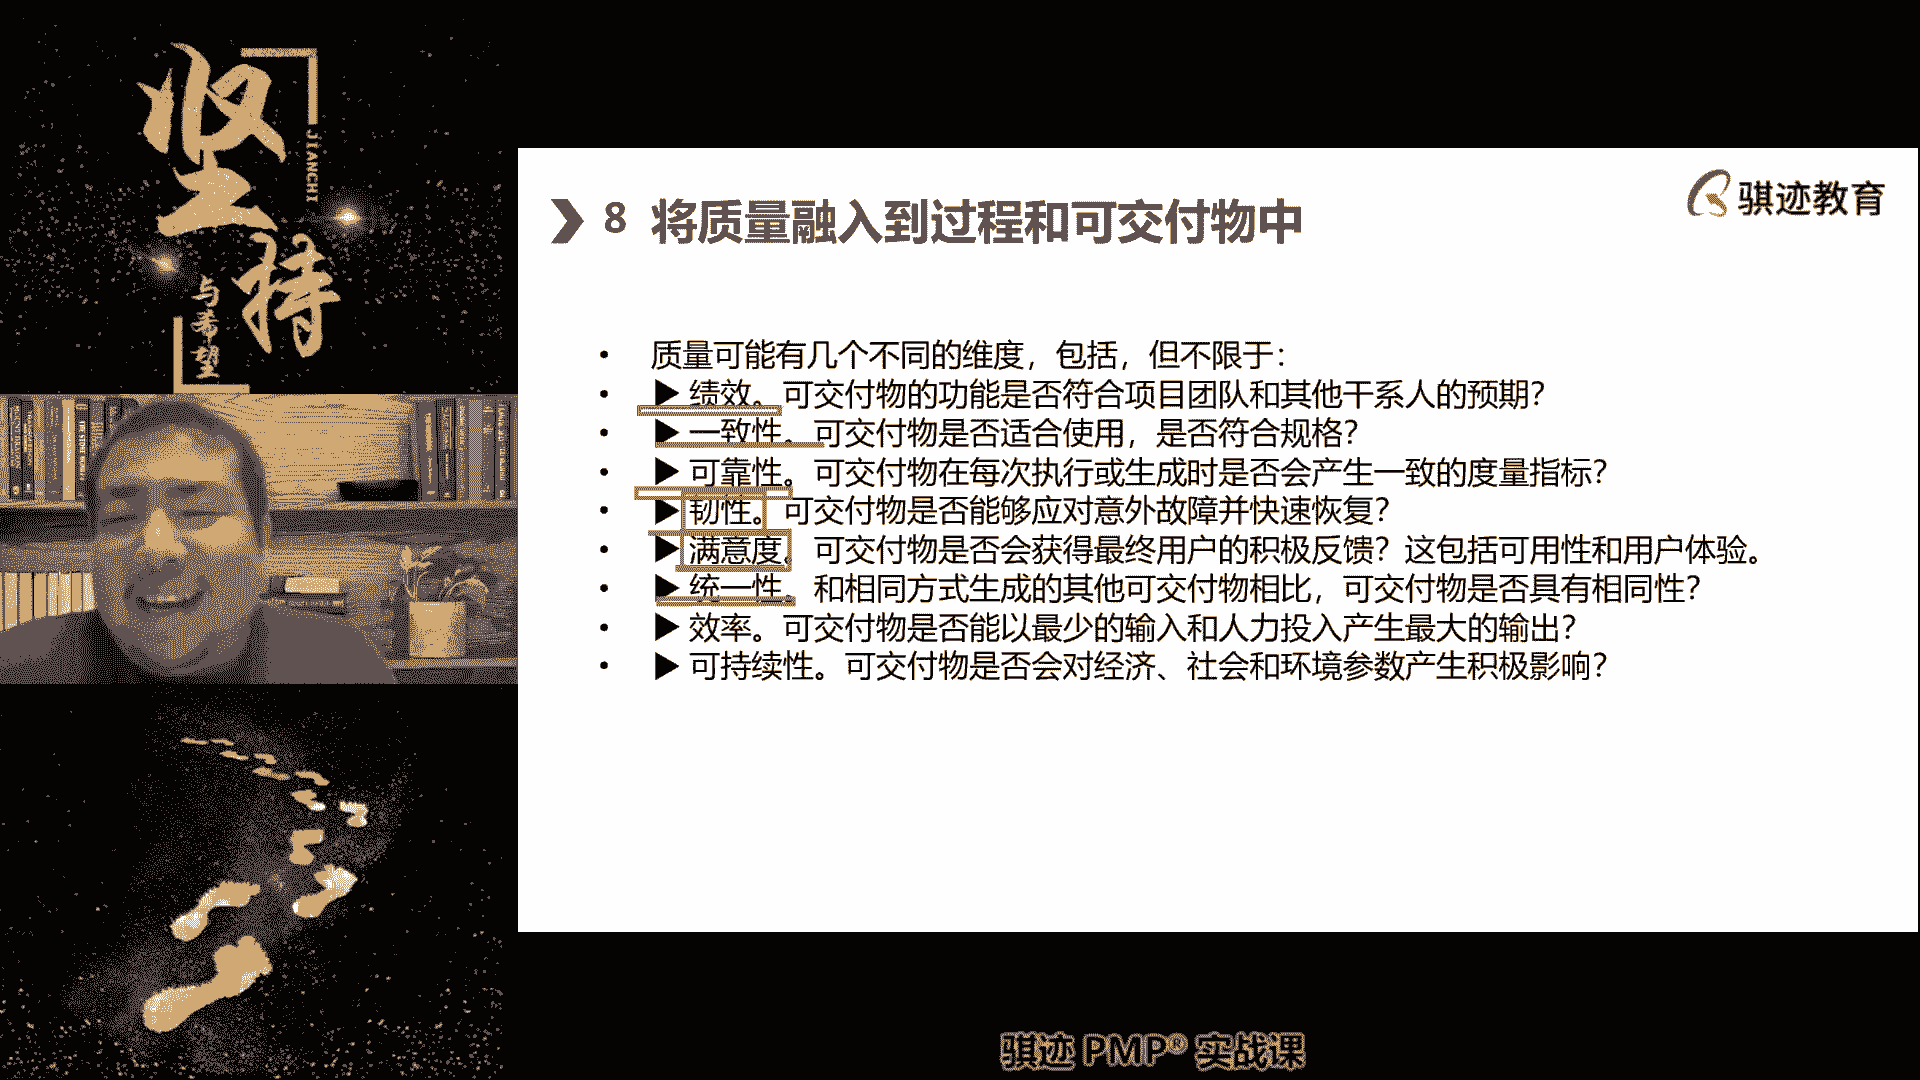 坚持
JIANCHI
与希望
骐迹教育
8 将质量融入到过程和可交付物中
• 质量可能有几个不同的维度，包括，但不限于：
• ▶ 绩效。可交付物的功能是否符合项目团队和其他干系人的预期？
• ▶ 一致性。可交付物是否适合使用，是否符合规格？
• ▶ 可靠性。可交付物在每次执行或生成时是否会产生一致的度量指标？
• ▶ 韧性。可交付物是否能够应对意外故障并快速恢复？
• ▶ 满意度。可交付物是否会获得最终用户的积极反馈？这包括可用性和用户体验。
• ▶ 统一性。和相同方式生成的其他可交付物相比，可交付物是否具有相同性？
• ▶ 效率。可交付物是否能以最少的输入和人力投入产生最大的输出？
• ▶ 可持续性。可交付物是否会对经济、社会和环境参数产生积极影响？
骐迹 PMP® 实战课